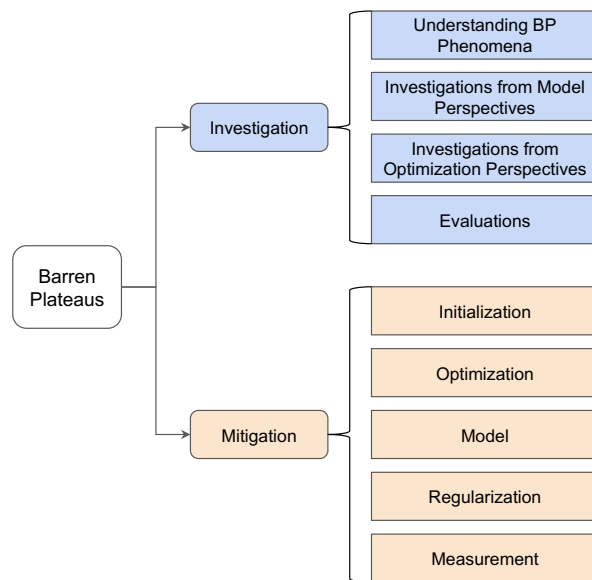 Barren
Plateaus
Investigation
Understanding BP
Phenomena
Investigations from Model
Perspectives
Investigations from
Optimization Perspectives
Evaluations
Mitigation
Initialization
Optimization
Model
Regularization
Measurement